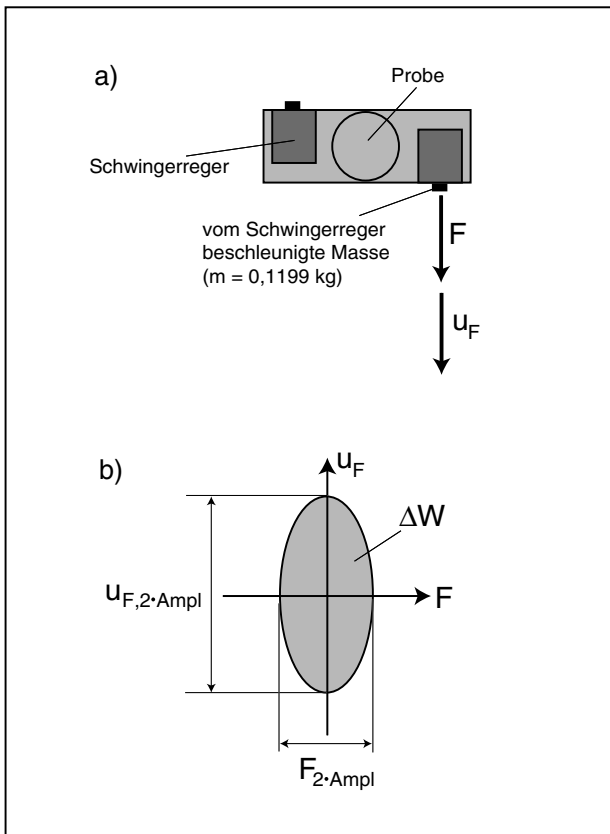 a)
Probe
Schwingerreger
vom Schwingerreger
beschleunigte Masse
(m = 0,1199 kg)
F
u_F
b)
u_F
ΔW
u_F,2•Ampl
F
F_2•Ampl